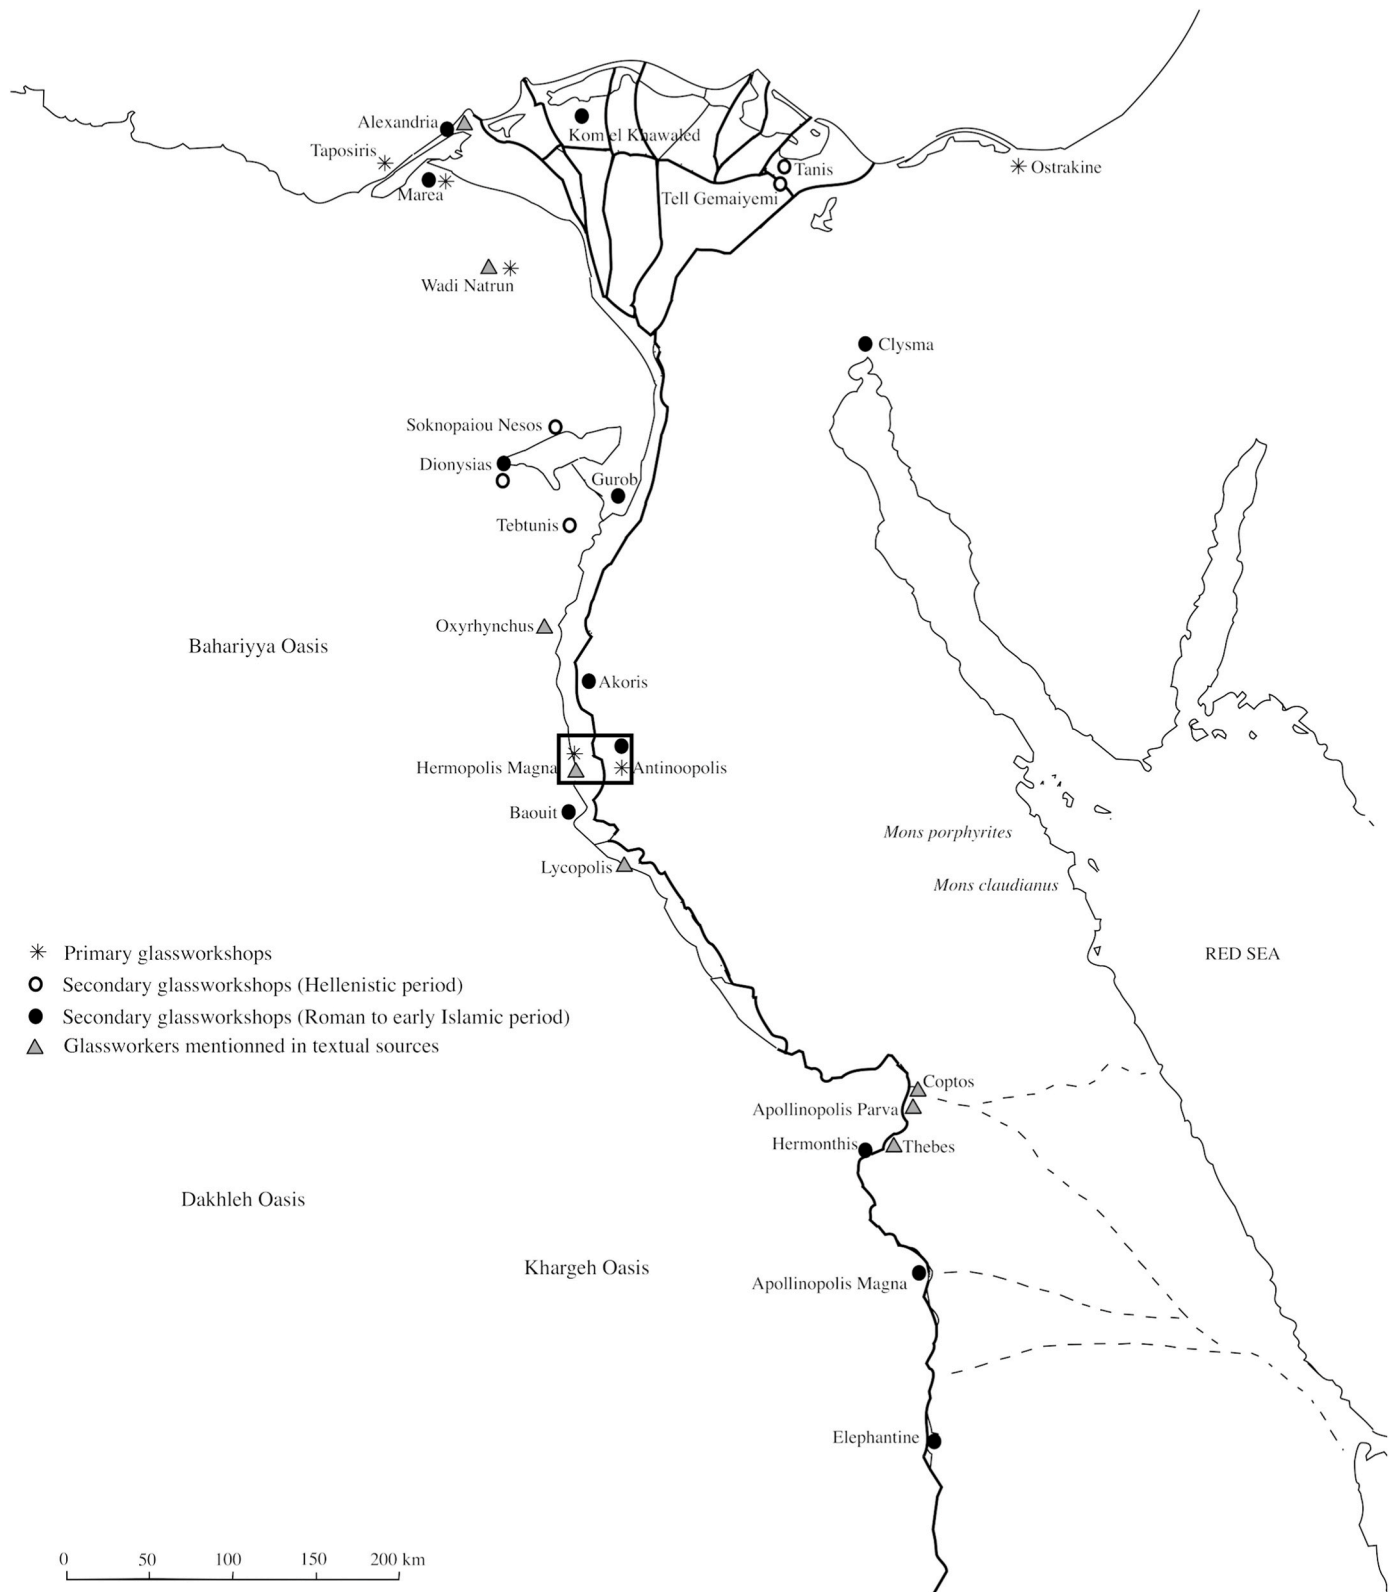 Alexandria
Kom el Khawaled
Taposiris
Ostrakine
Tanis
Marea
Tell Gemaiyemi
Wadi Natrun
Clysma
Soknopaiou Nesos
Dionysias
Gurob
Tebtunis
Oxyrhynchus
Bahariyya Oasis
Akoris
Hermopolis Magna
Antinoopolis
Baouit
Mons porphyrites
Lycopolis
Mons claudianus
Primary glassworkshops
RED SEA
Secondary glassworkshops (Hellenistic period)
Secondary glassworkshops (Roman to early Islamic period)
Glassworkers mentionned in textual sources
Coptos
Apollinopolis Parva
Hermonthis
Thebes
Dakhleh Oasis
Khargeh Oasis
Apollinopolis Magna
Elephantine
0 50 100 150 200 km